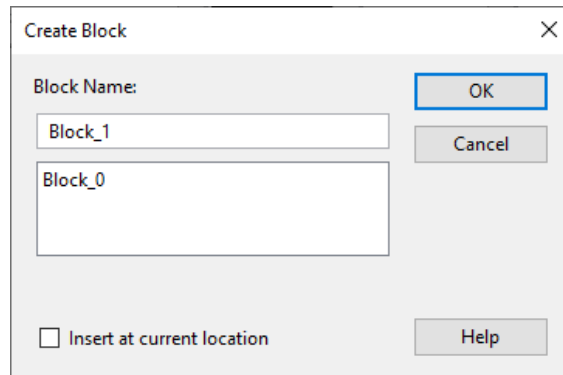 Create Block
Block Name:
OK
Block_1
Cancel
Block_0
Insert at current location
Help